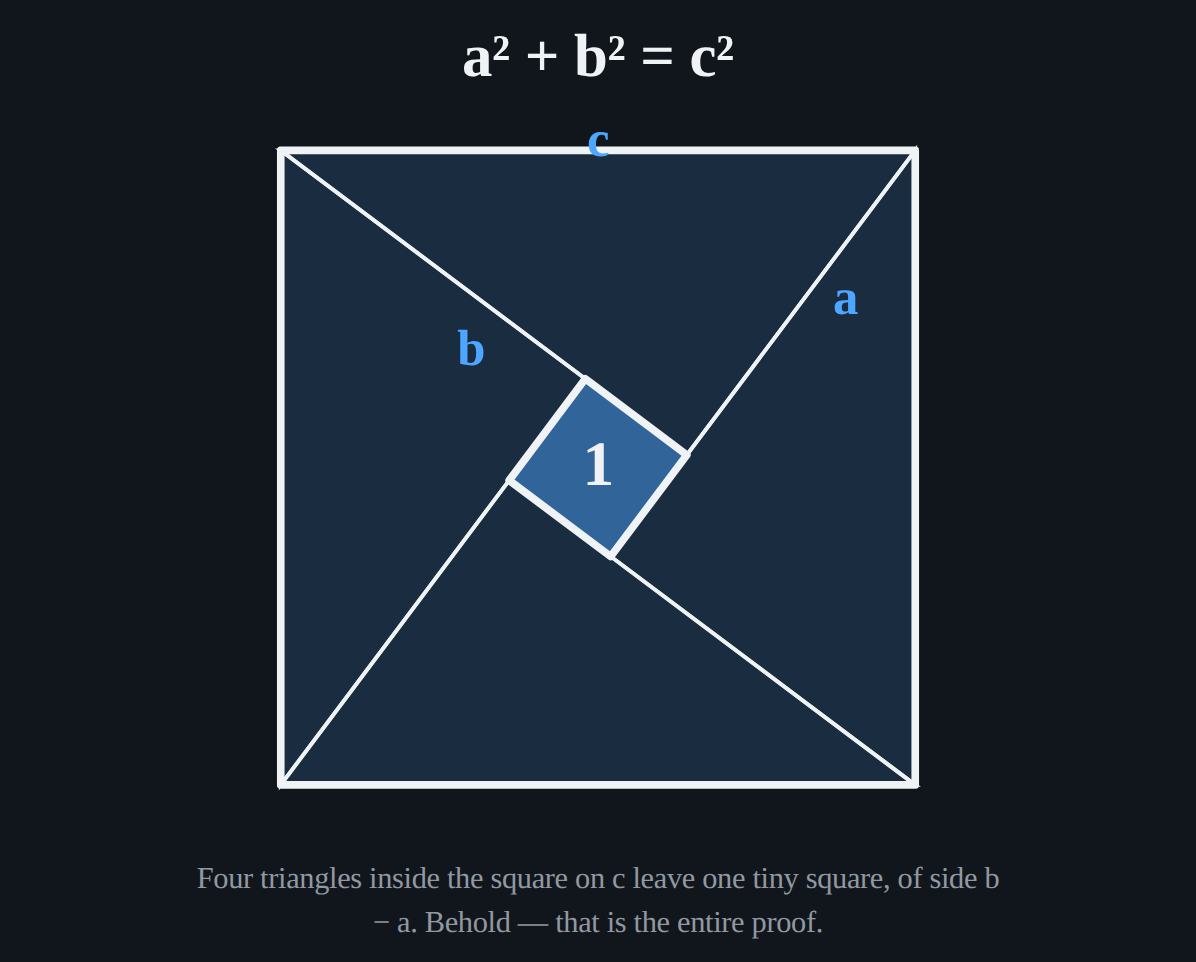 a² + b² = c²
c
a
b
1
Four triangles inside the square on c leave one tiny square, of side b
− a. Behold — that is the entire proof.